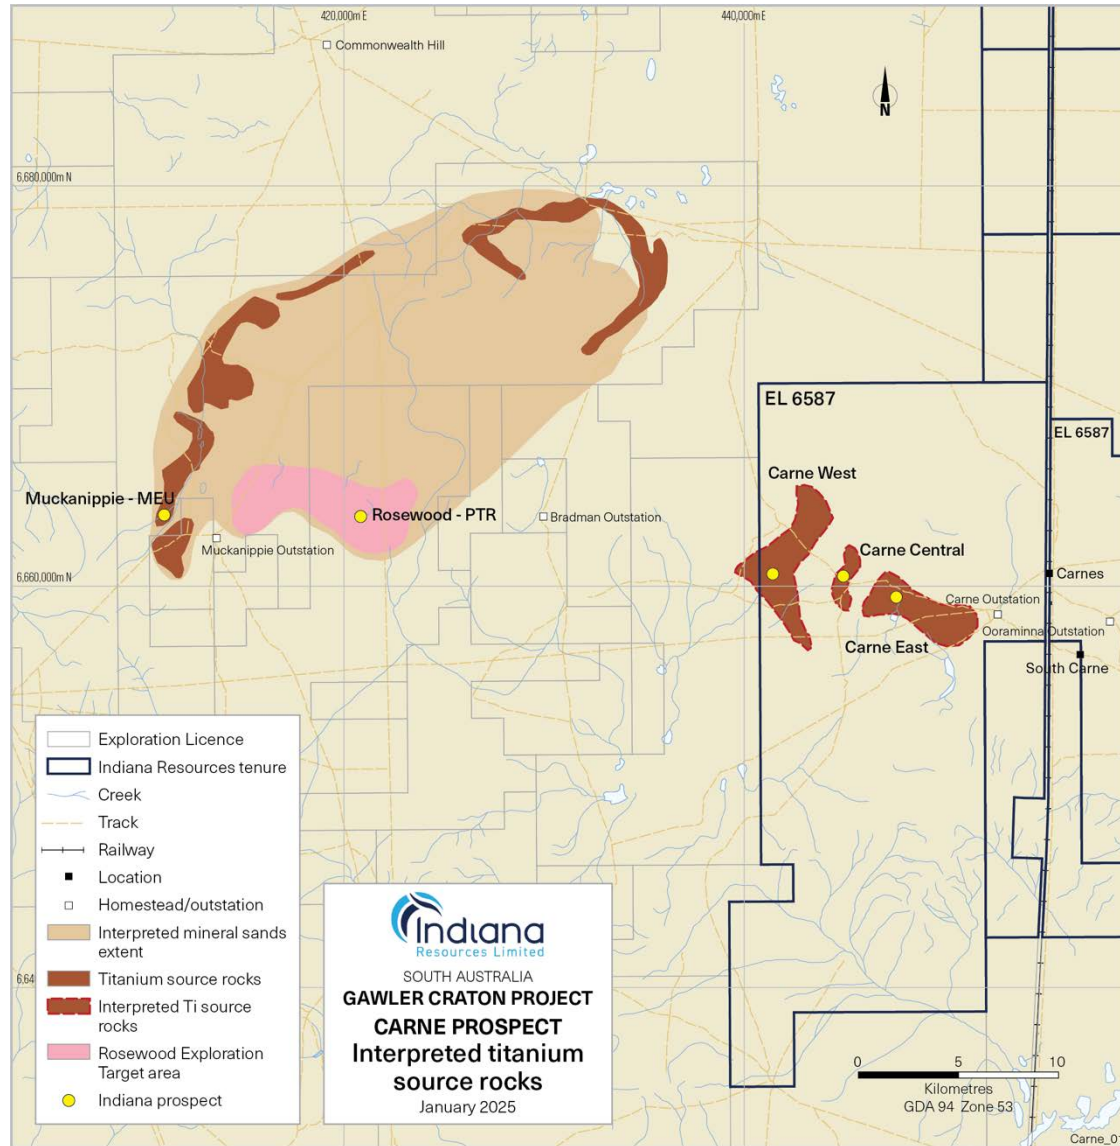 420,000m E
440,000m E
Commonwealth Hill
N
6,680,000m N
EL 6587
EL 6587
Carne West
Muckanippie - MEU
Rosewood - PTR
Bradman Outstation
Muckanippie Outstation
Carne Central
6,660,000m N
Carnes
Carne Outstation
Ooraminna Outstation
Carne East
South Carne
Exploration Licence
Indiana Resources tenure
Creek
Track
Railway
Location
Homestead/outstation
Interpreted mineral sands
extent
Titanium source rocks
Interpreted Ti source
rocks
Rosewood Exploration
Target area
Indiana prospect
6,64
Indiana
Resources Limited
SOUTH AUSTRALIA
GAWLER CRATON PROJECT
CARNE PROSPECT
Interpreted titanium
source rocks
January 2025
0 5 10
Kilometres
GDA 94 Zone 53
Carne_0